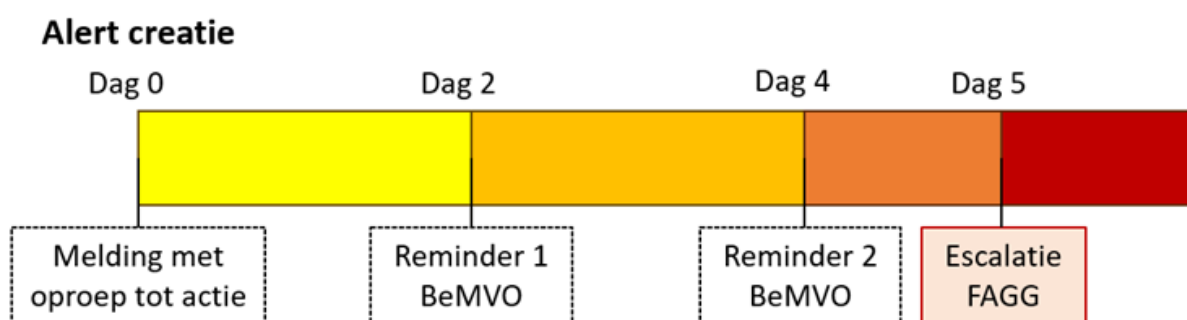 Alert creatie
Dag 0
Dag 2
Dag 4
Dag 5
Melding met
oproep tot actie
Reminder 1
BeMVO
Reminder 2
BeMVO
Escalatie
FAGG